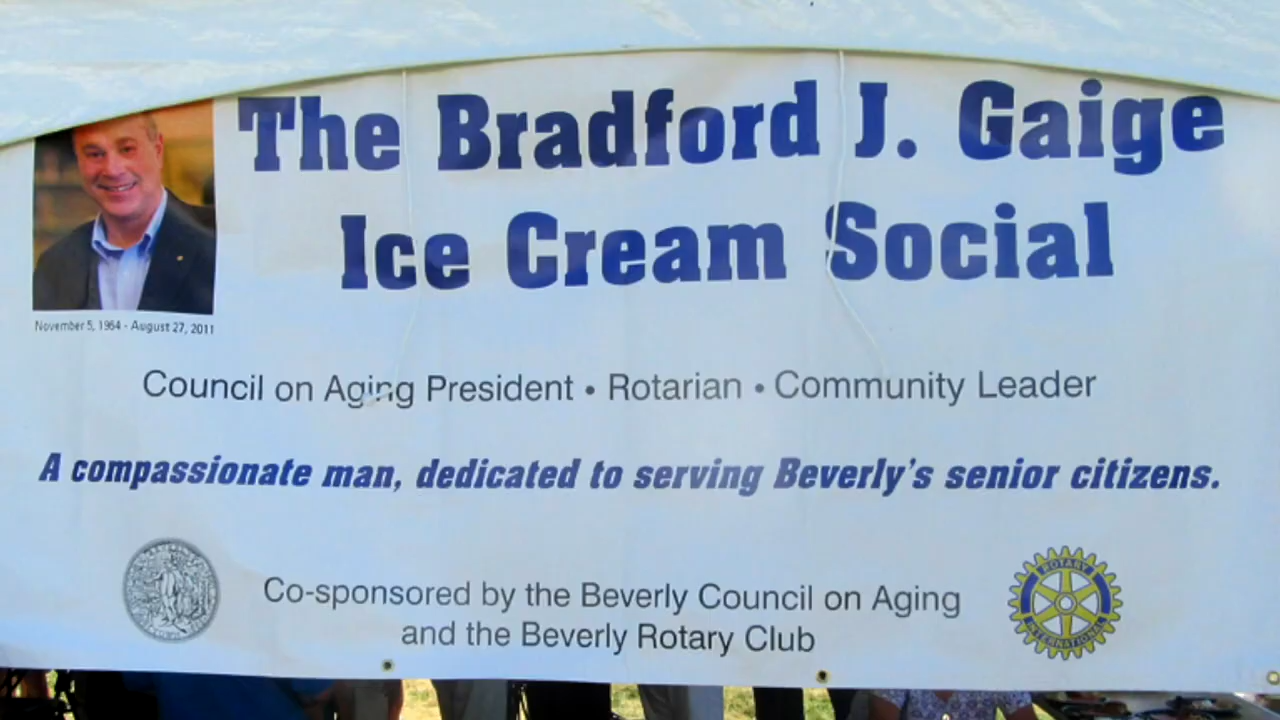 The Bradford J. Gaige
Ice Cream Social
November 5, 1964 - August 27, 2011
Council on Aging President • Rotarian • Community Leader
A compassionate man, dedicated to serving Beverly's senior citizens.
Co-sponsored by the Beverly Council on Aging
and the Beverly Rotary Club
ROTARY
INTERNATIONAL